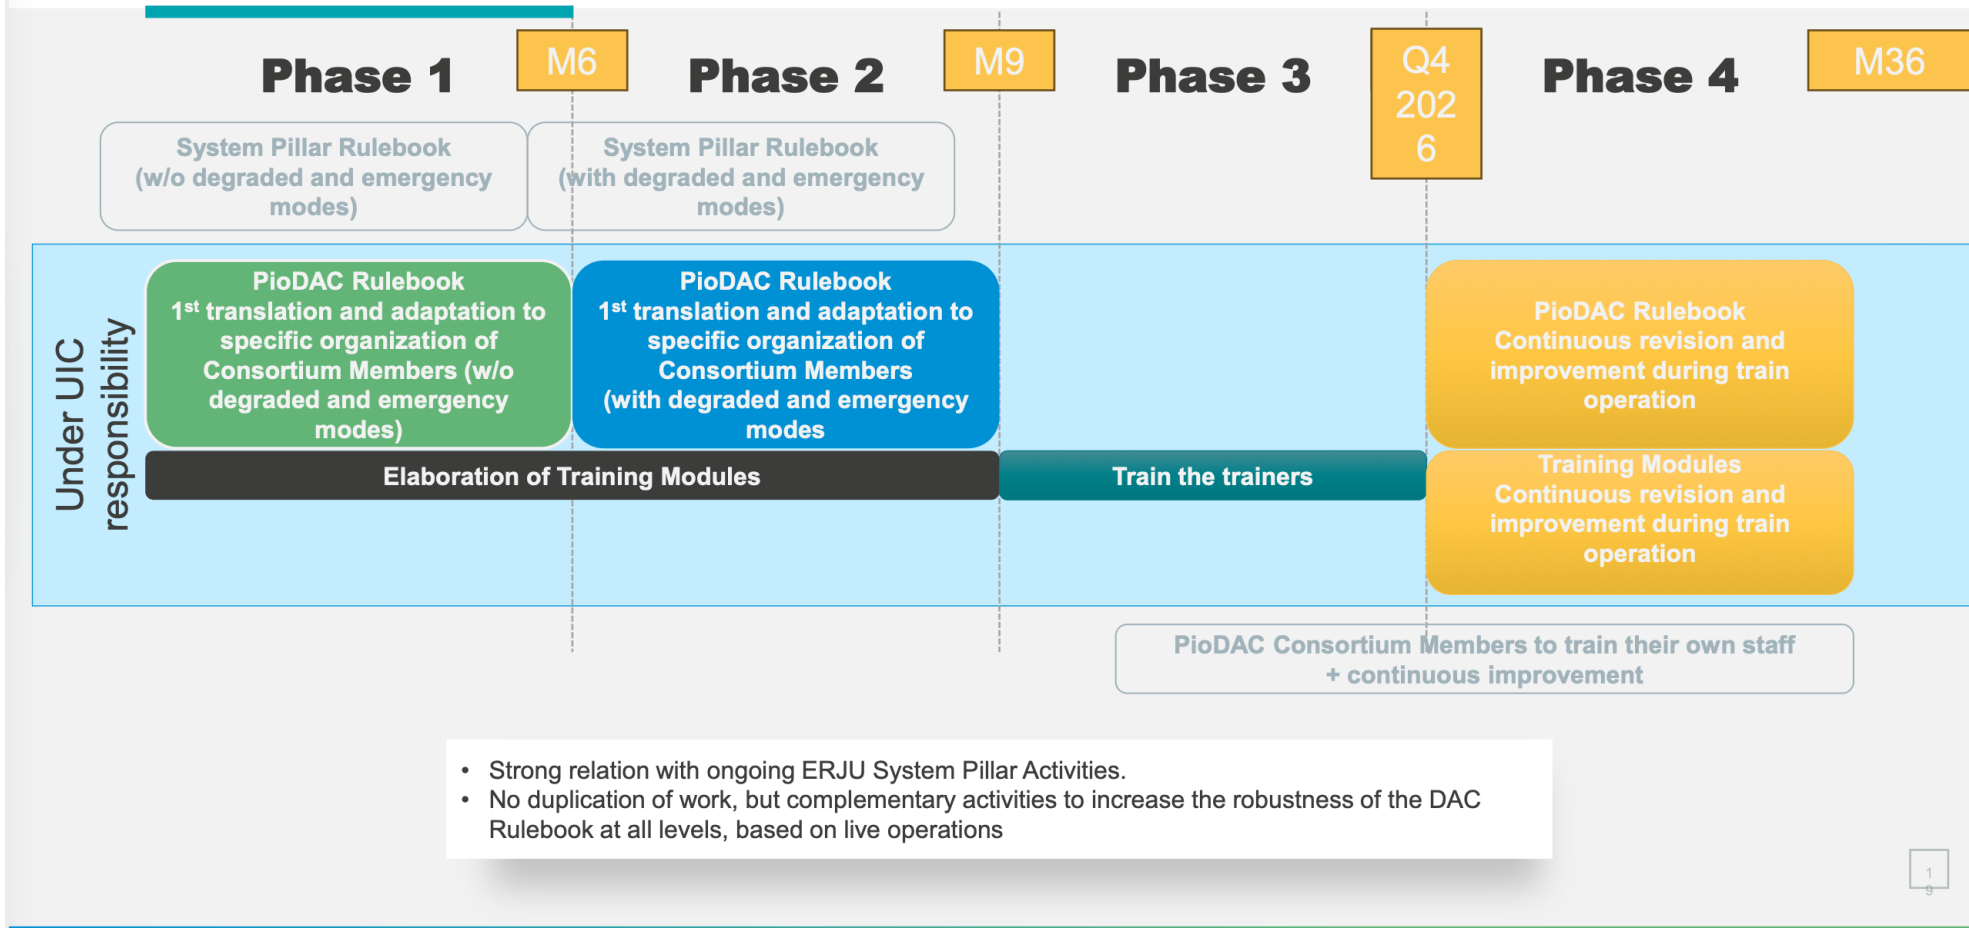 Phase 1
M6
Phase 2
M9
Phase 3
Q4
202
6
Phase 4
M36
System Pillar Rulebook
(w/o degraded and emergency
modes)
System Pillar Rulebook
(with degraded and emergency
modes)
Under UIC
responsibility
PioDAC Rulebook
1st translation and adaptation to
specific organization of
Consortium Members (w/o
degraded and emergency
modes)
PioDAC Rulebook
1st translation and adaptation to
specific organization of
Consortium Members
(with degraded and emergency
modes
PioDAC Rulebook
Continuous revision and
improvement during train
operation
Elaboration of Training Modules
Train the trainers
Training Modules
Continuous revision and
improvement during train
operation
PioDAC Consortium Members to train their own staff
+ continuous improvement
• Strong relation with ongoing ERJU System Pillar Activities.
• No duplication of work, but complementary activities to increase the robustness of the DAC
Rulebook at all levels, based on live operations
1
9